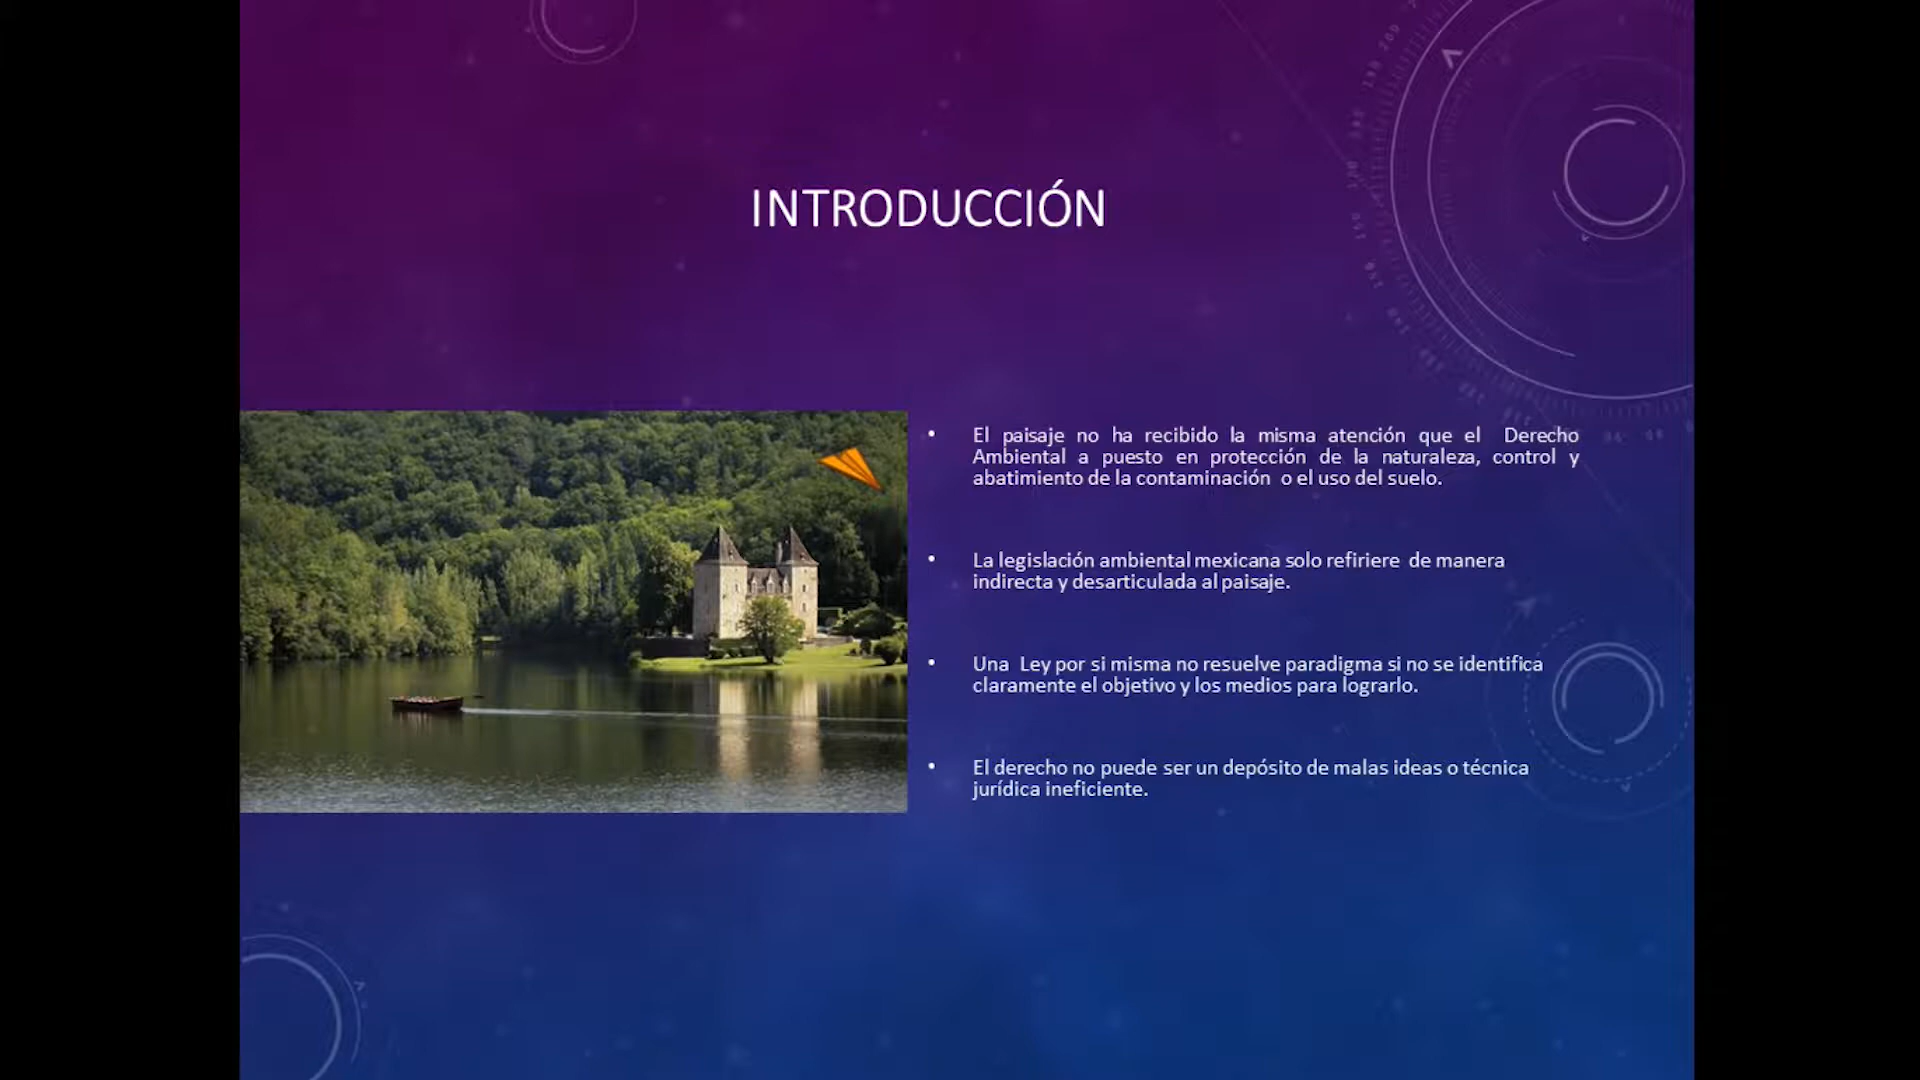 INTRODUCCIÓN
• El paisaje no ha recibido la misma atención que el Derecho
Ambiental a puesto en protección de la naturaleza, control y
abatimiento de la contaminación o el uso del suelo.
• La legislación ambiental mexicana solo refiriere de manera
indirecta y desarticulada al paisaje.
• Una Ley por si misma no resuelve paradigma si no se identifica
claramente el objetivo y los medios para lograrlo.
• El derecho no puede ser un depósito de malas ideas o técnica
jurídica ineficiente.